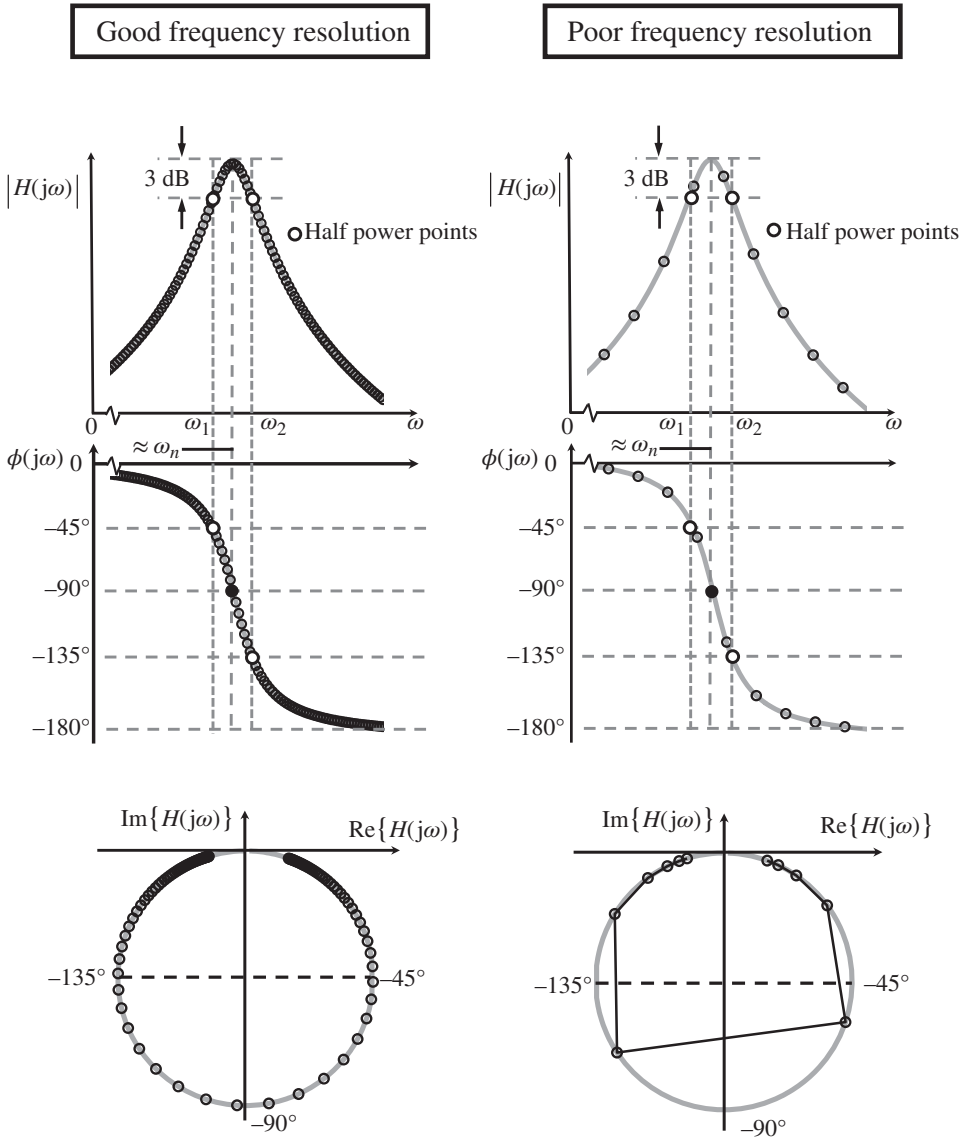 Good frequency resolution
Poor frequency resolution
3 dB
|H(jω)|
Half power points
0
ω₁
ω₂
ω
≈ ωₙ
ϕ(jω)
0
–45°
–90°
–135°
–180°
Im{H(jω)}
Re{H(jω)}
–135°
–45°
–90°
3 dB
|H(jω)|
Half power points
0
ω₁
ω₂
ω
≈ ωₙ
ϕ(jω)
0
–45°
–90°
–135°
–180°
Im{H(jω)}
Re{H(jω)}
–135°
–45°
–90°